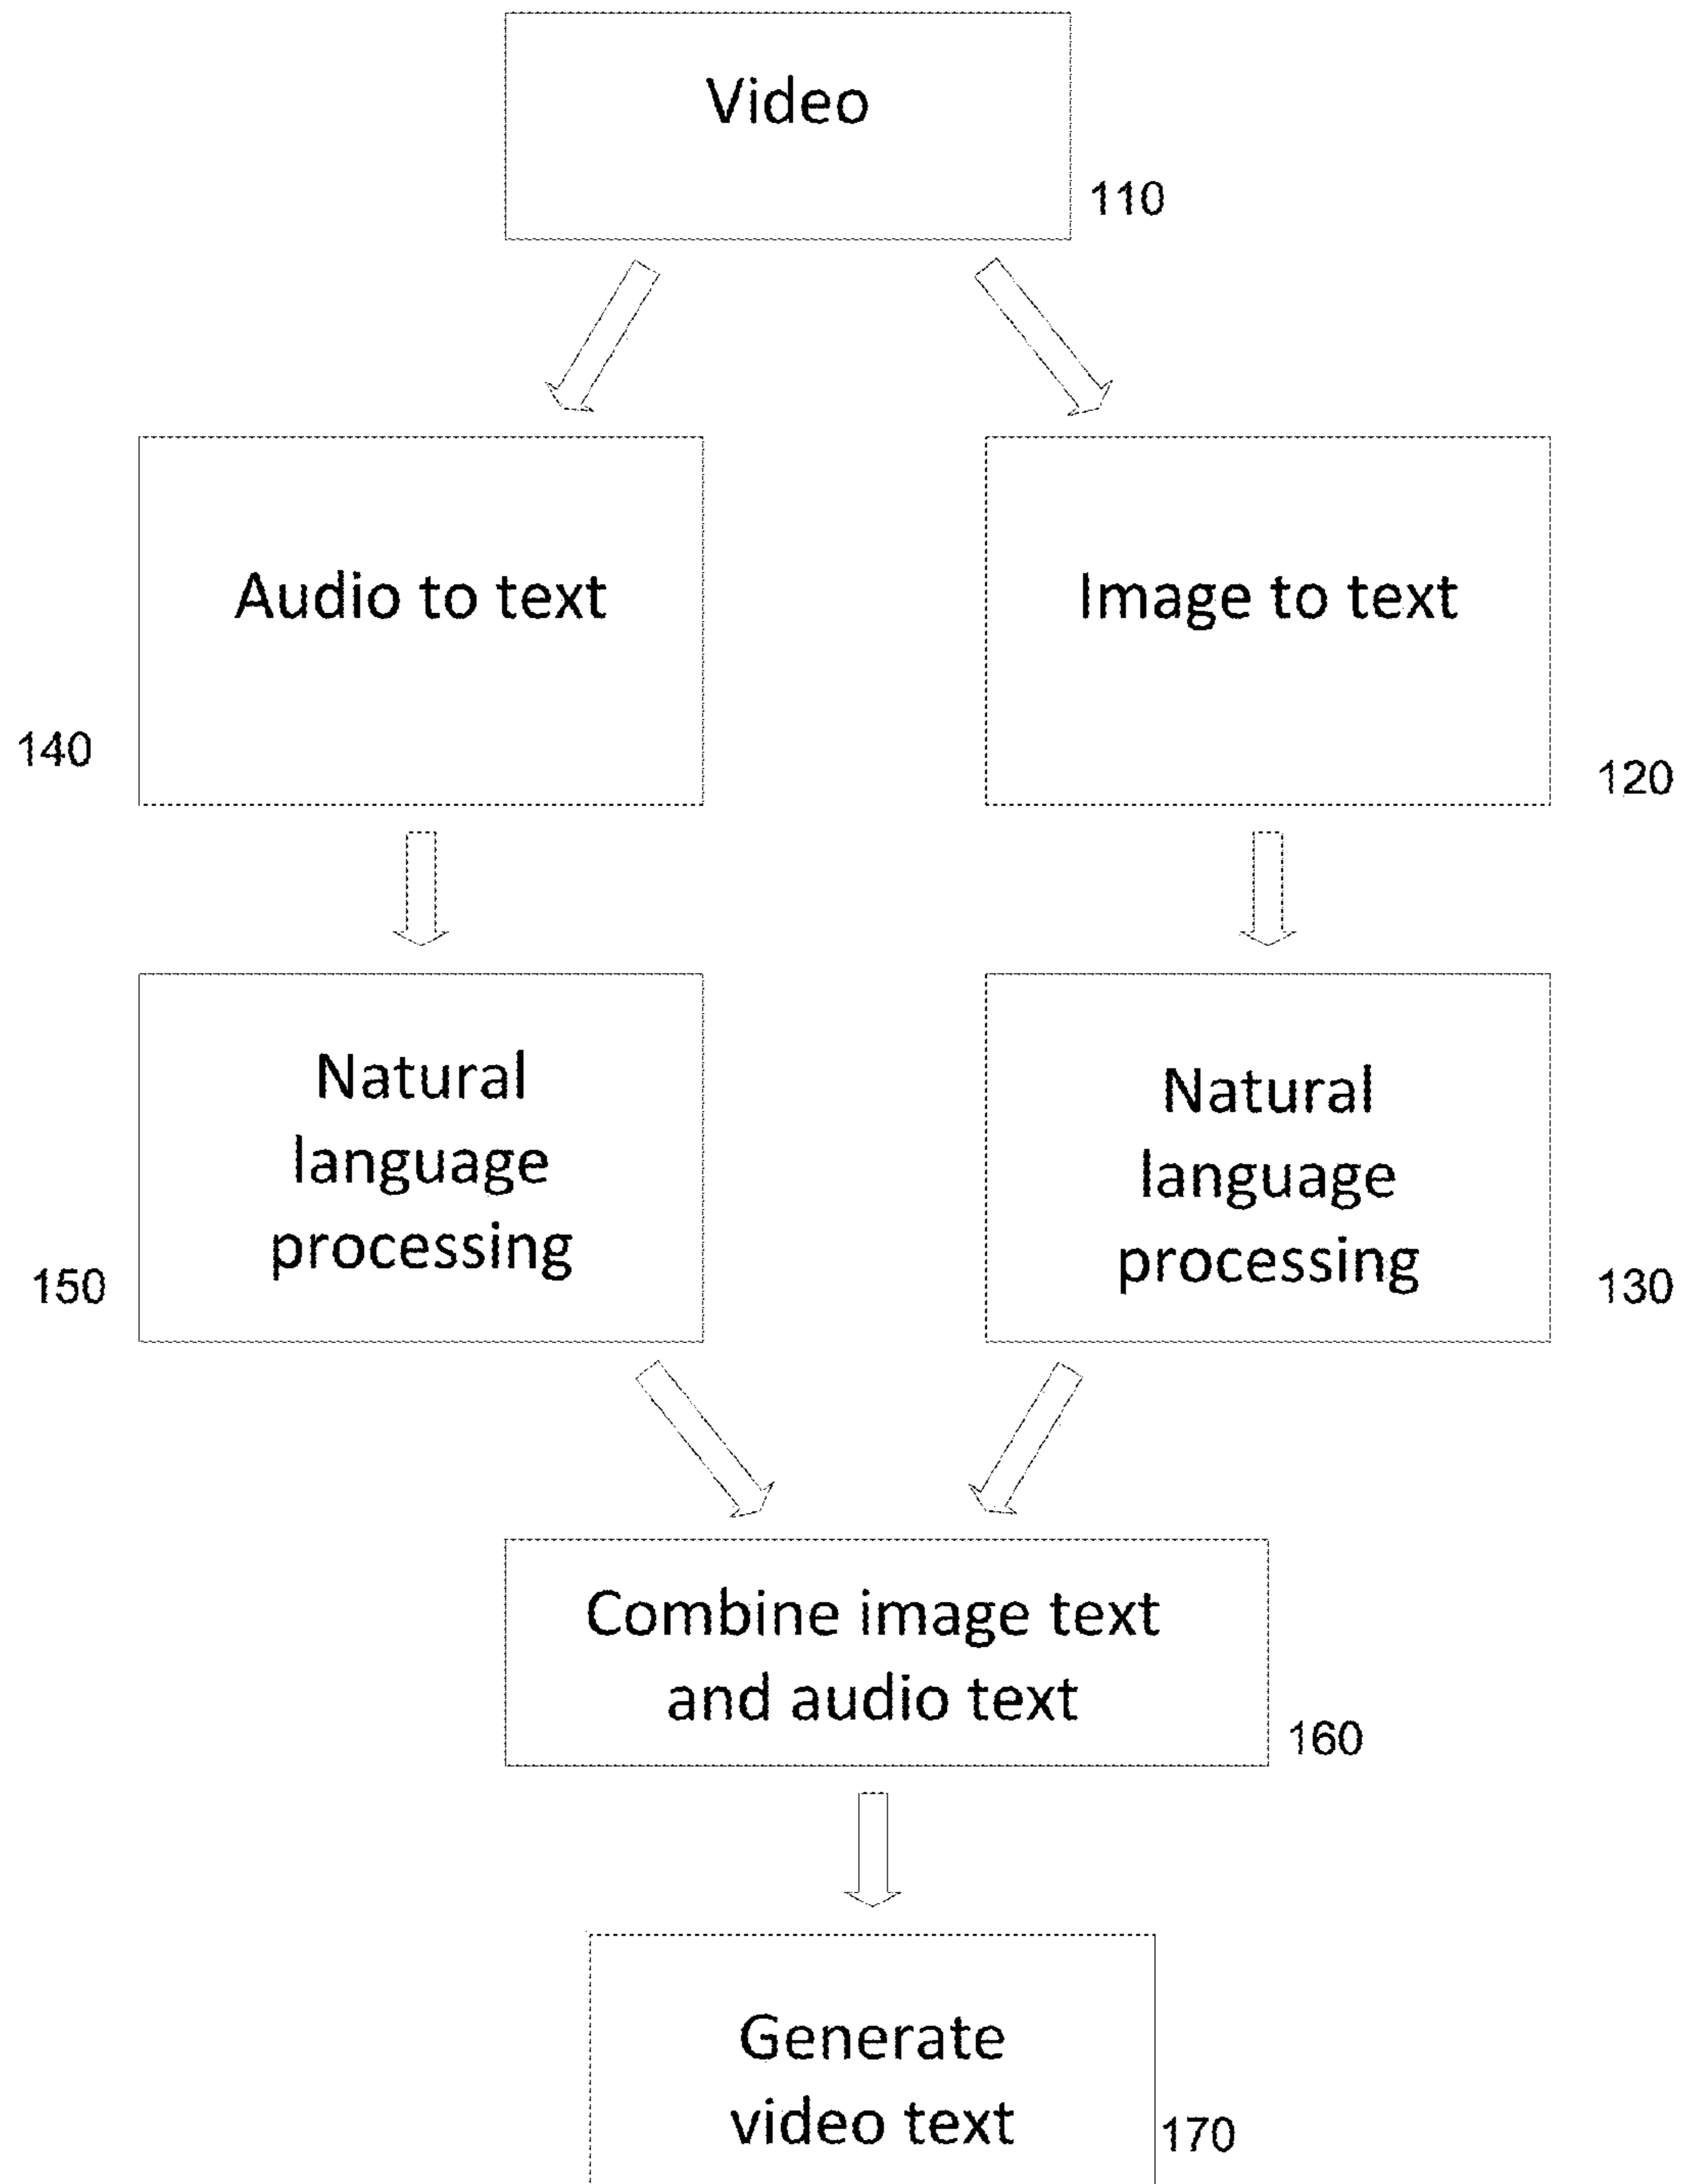 Video
110
Audio to text
140
Image to text
120
Natural
language
processing
150
Natural
language
processing
130
Combine image text
and audio text
160
Generate
video text
170